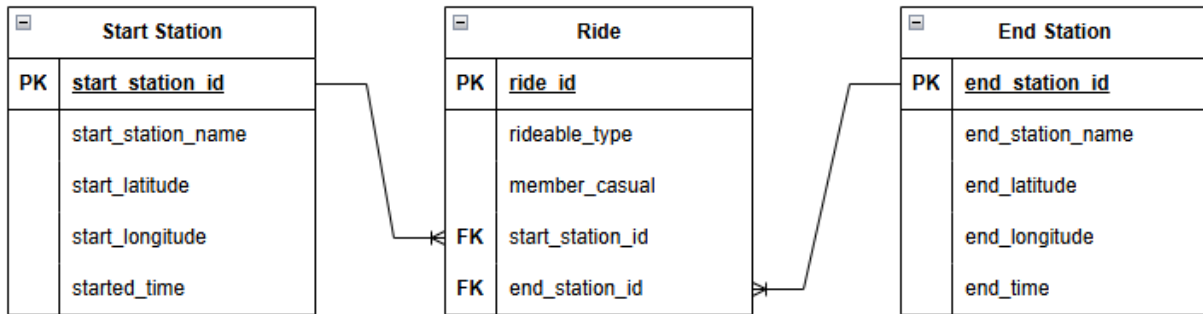 Start Station
PK start_station_id
start_station_name
start_latitude
start_longitude
started_time
Ride
PK ride_id
rideable_type
member_casual
FK start_station_id
FK end_station_id
End Station
PK end_station_id
end_station_name
end_latitude
end_longitude
end_time